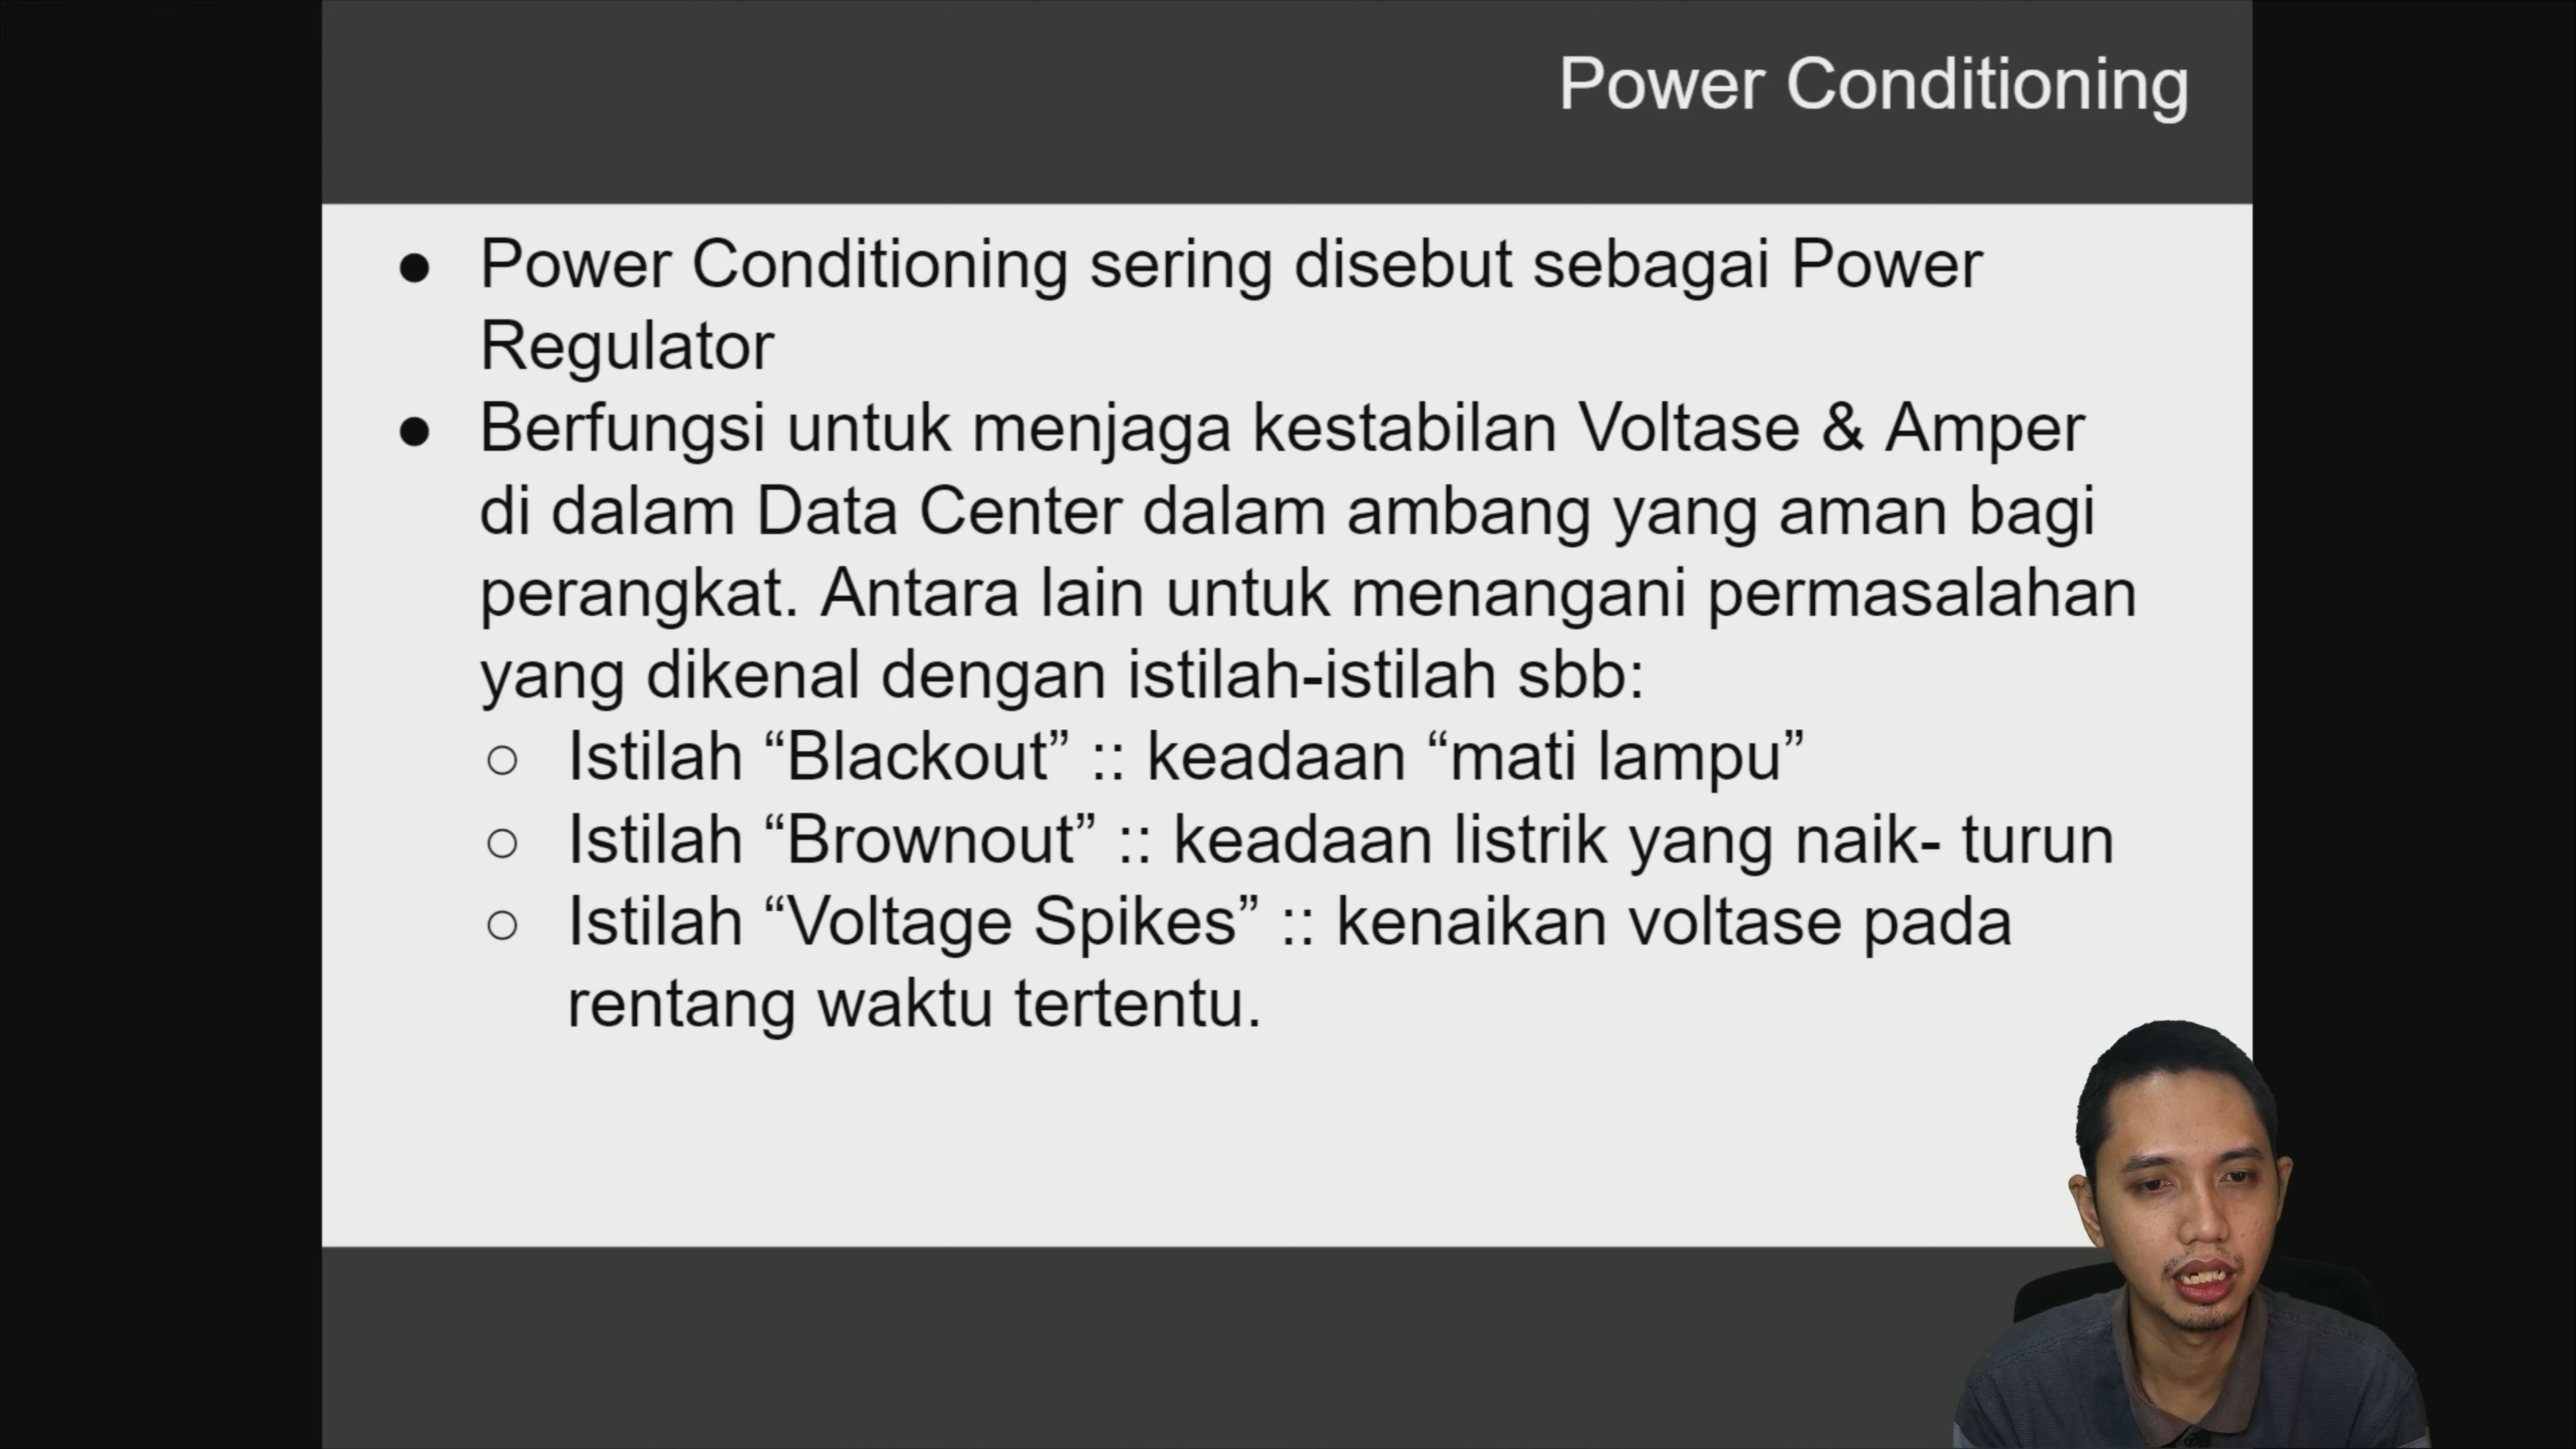 Power Conditioning
● Power Conditioning sering disebut sebagai Power
Regulator
● Berfungsi untuk menjaga kestabilan Voltase & Amper
di dalam Data Center dalam ambang yang aman bagi
perangkat. Antara lain untuk menangani permasalahan
yang dikenal dengan istilah-istilah sbb:
○ Istilah “Blackout” :: keadaan “mati lampu”
○ Istilah “Brownout” :: keadaan listrik yang naik- turun
○ Istilah “Voltage Spikes” :: kenaikan voltase pada
rentang waktu tertentu.